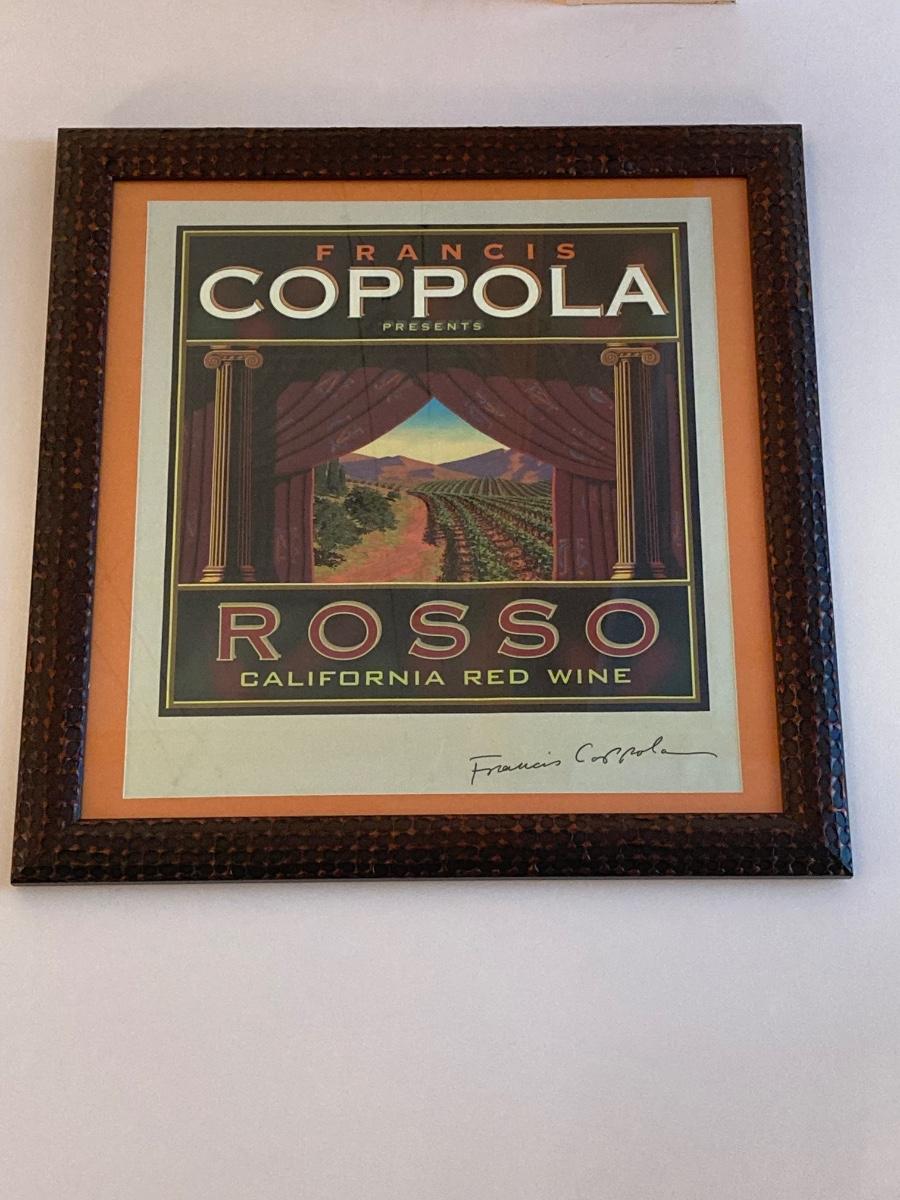 FRANCIS
COPPOLA
PRESENTS
ROSSO
CALIFORNIA RED WINE
Francis Coppola